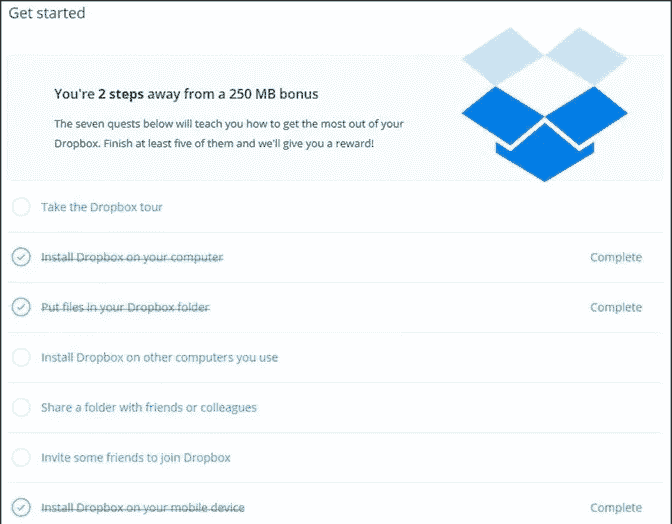 Get started
You're 2 steps away from a 250 MB bonus
The seven quests below will teach you how to get the most out of your
Dropbox. Finish at least five of them and we'll give you a reward!
Take the Dropbox tour
Install Dropbox on your computer Complete
Put files in your Dropbox folder Complete
Install Dropbox on other computers you use
Share a folder with friends or colleagues
Invite some friends to join Dropbox
Install Dropbox on your mobile device Complete